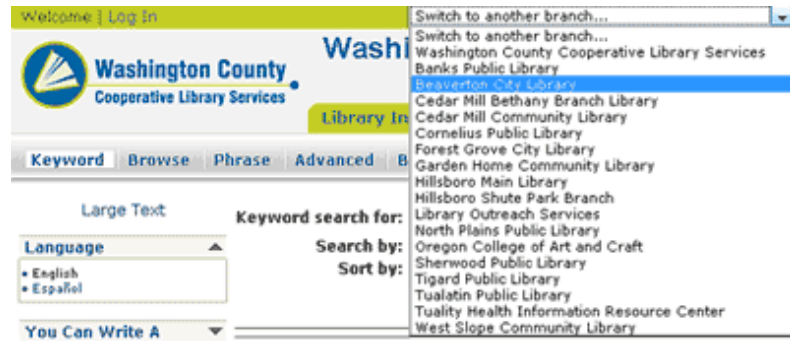 Welcome | Log In
Switch to another branch...
Washington County
Cooperative Library Services
Washi
Library In
Keyword Browse Phrase Advanced B
Large Text
Language
• English
• Español
You Can Write A
Keyword search for:
Search by:
Sort by:
Switch to another branch...
Washington County Cooperative Library Services
Banks Public Library
Beaverton City Library
Cedar Mill Bethany Branch Library
Cedar Mill Community Library
Cornelius Public Library
Forest Grove City Library
Garden Home Community Library
Hillsboro Main Library
Hillsboro Shute Park Branch
Library Outreach Services
North Plains Public Library
Oregon College of Art and Craft
Sherwood Public Library
Tigard Public Library
Tualatin Public Library
Tuality Health Information Resource Center
West Slope Community Library